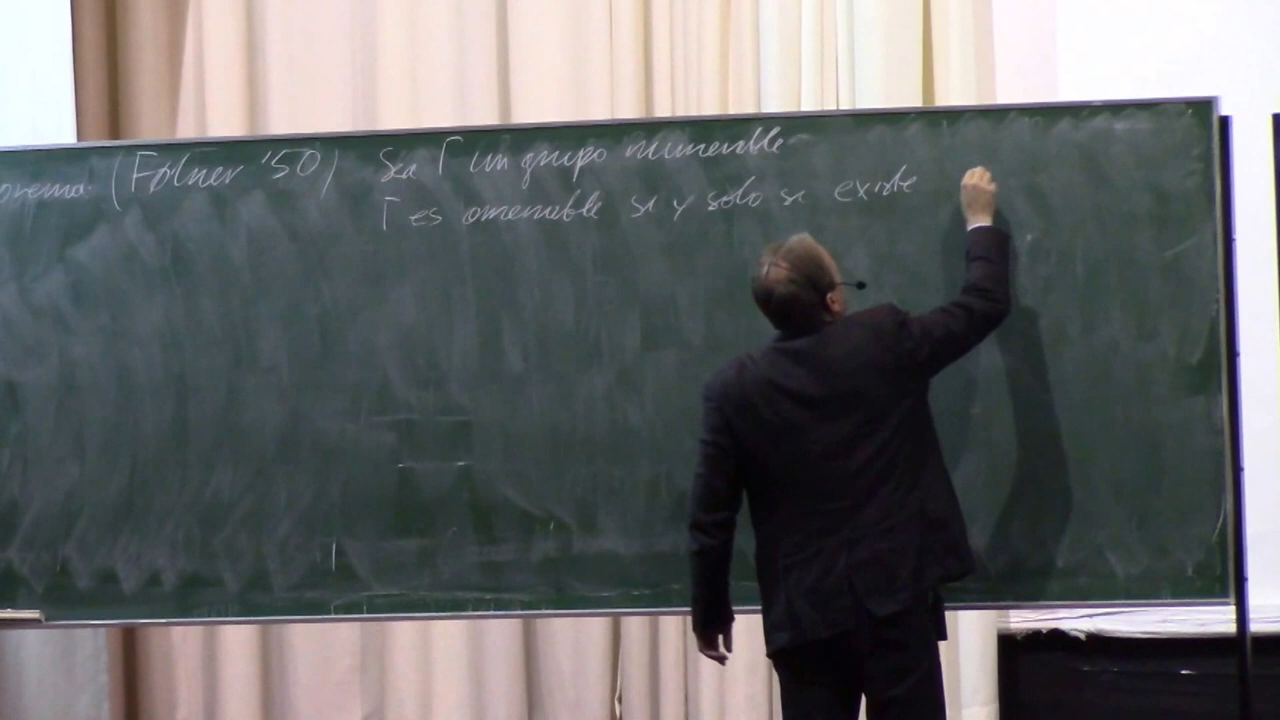 orema. (Følner '50) Sea Γ un grupo numerable
Γ es amenable si y solo si existe